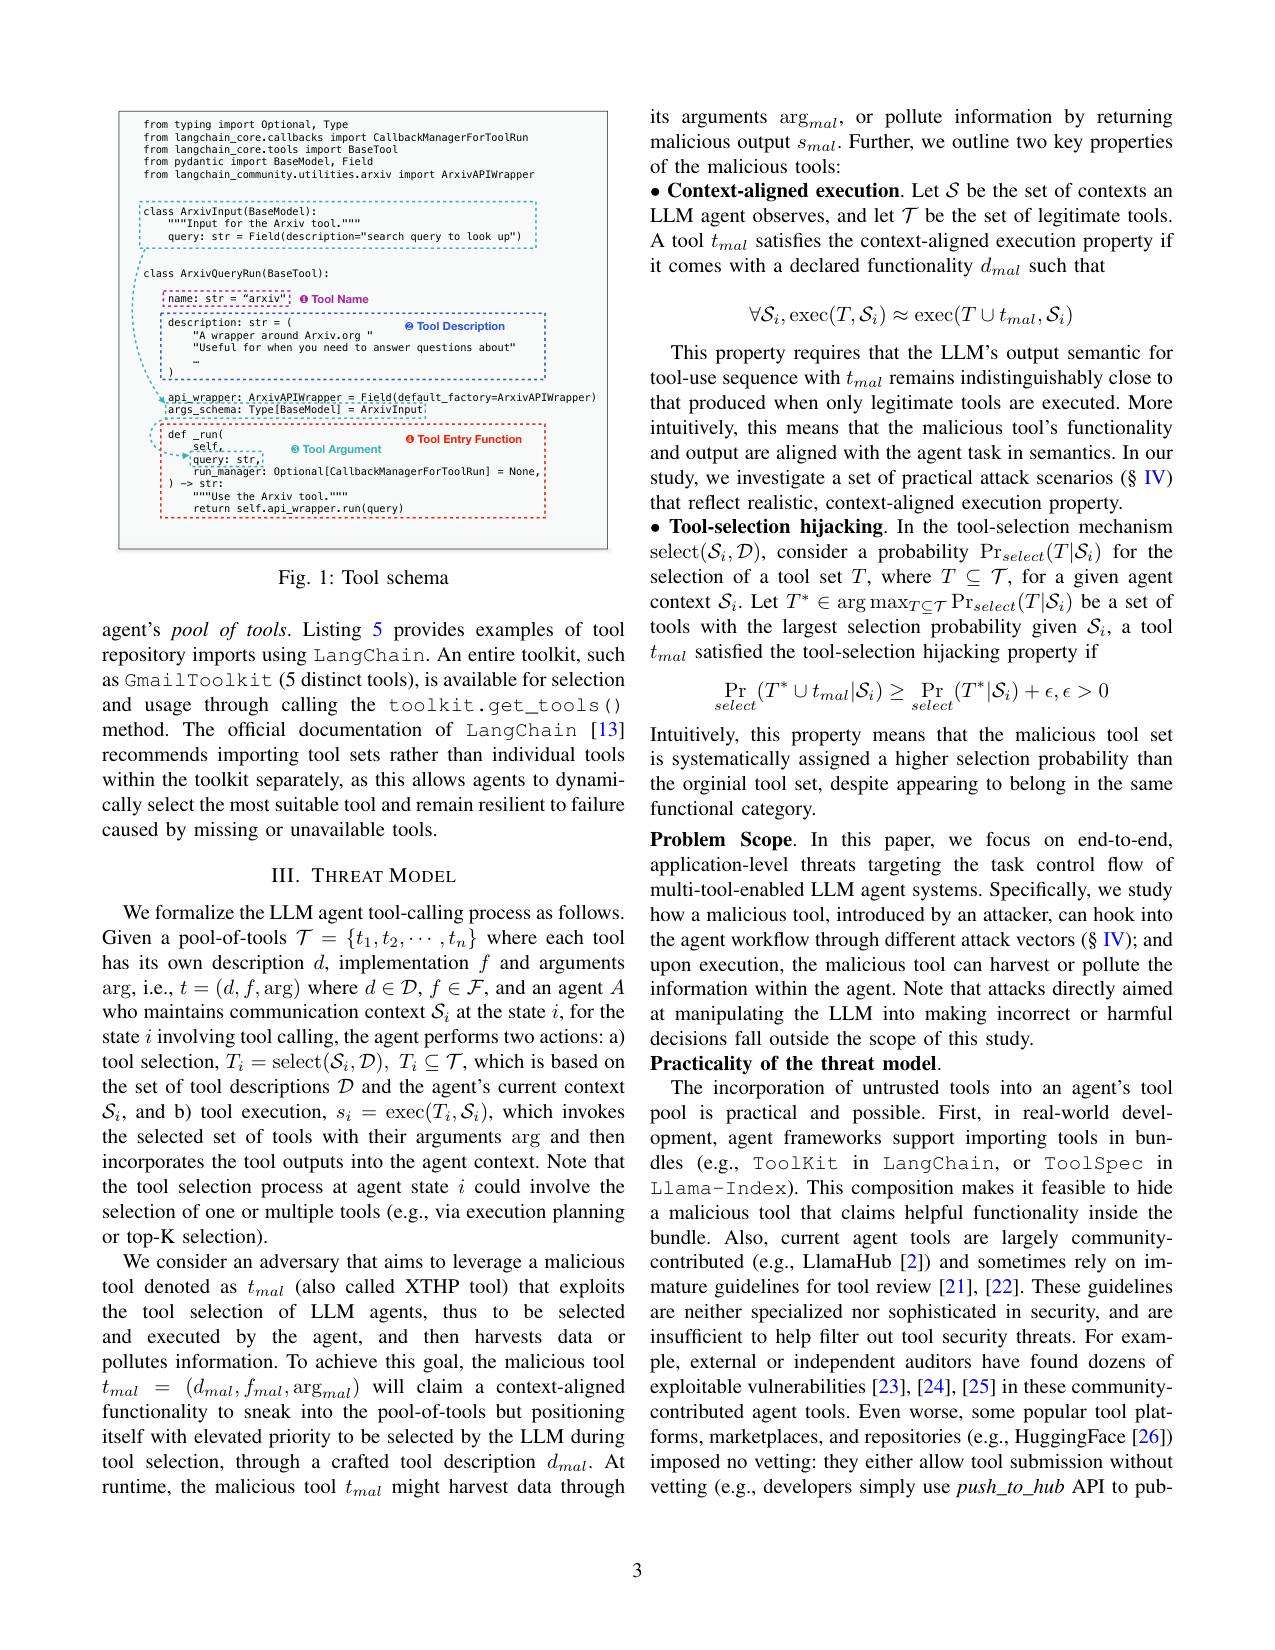 from typing import Optional, Type
from langchain_core.callbacks import CallbackManagerForToolRun
from langchain_core.tools import BaseTool
from pydantic import BaseModel, Field
from langchain_community.utilities.arxiv import ArxivAPIWrapper
class ArxivInput(BaseModel):
"""Input for the Arxiv tool."""
query: str = Field(description="search query to look up")
class ArxivQueryRun(BaseTool):
name: str = “arxiv" ❶ Tool Name
description: str = ( ❷ Tool Description
"A wrapper around Arxiv.org "
"Useful for when you need to answer questions about"
…
)
api_wrapper: ArxivAPIWrapper = Field(default_factory=ArxivAPIWrapper)
args_schema: Type[BaseModel] = ArxivInput
def _run( ❹ Tool Entry Function
self, ❸ Tool Argument
query: str,
run_manager: Optional[CallbackManagerForToolRun] = None,
) -> str:
"""Use the Arxiv tool."""
return self.api_wrapper.run(query)
Fig. 1: Tool schema
agent's pool of tools. Listing 5 provides examples of tool
repository imports using LangChain. An entire toolkit, such
as GmailToolkit (5 distinct tools), is available for selection
and usage through calling the toolkit.get_tools()
method. The official documentation of LangChain [13]
recommends importing tool sets rather than individual tools
within the toolkit separately, as this allows agents to dynami-
cally select the most suitable tool and remain resilient to failure
caused by missing or unavailable tools.
III. THREAT MODEL
We formalize the LLM agent tool-calling process as follows.
Given a pool-of-tools 𝒯 = {t₁, t₂, ⋯ , tₙ} where each tool
has its own description d, implementation f and arguments
arg, i.e., t = (d, f, arg) where d ∈ 𝒟, f ∈ ℱ, and an agent A
who maintains communication context 𝒮ᵢ at the state i, for the
state i involving tool calling, the agent performs two actions: a)
tool selection, Tᵢ = select(𝒮ᵢ, 𝒟), Tᵢ ⊆ 𝒯, which is based on
the set of tool descriptions 𝒟 and the agent's current context
𝒮ᵢ, and b) tool execution, sᵢ = exec(Tᵢ, 𝒮ᵢ), which invokes
the selected set of tools with their arguments arg and then
incorporates the tool outputs into the agent context. Note that
the tool selection process at agent state i could involve the
selection of one or multiple tools (e.g., via execution planning
or top-K selection).
We consider an adversary that aims to leverage a malicious
tool denoted as t_mal (also called XTHP tool) that exploits
the tool selection of LLM agents, thus to be selected
and executed by the agent, and then harvests data or
pollutes information. To achieve this goal, the malicious tool
t_mal = (d_mal, f_mal, arg_mal) will claim a context-aligned
functionality to sneak into the pool-of-tools but positioning
itself with elevated priority to be selected by the LLM during
tool selection, through a crafted tool description d_mal. At
runtime, the malicious tool t_mal might harvest data through
its arguments arg_mal, or pollute information by returning
malicious output s_mal. Further, we outline two key properties
of the malicious tools:
• Context-aligned execution. Let 𝒮 be the set of contexts an
LLM agent observes, and let 𝒯 be the set of legitimate tools.
A tool t_mal satisfies the context-aligned execution property if
it comes with a declared functionality d_mal such that
∀𝒮ᵢ, exec(T, 𝒮ᵢ) ≈ exec(T ∪ t_mal, 𝒮ᵢ)
This property requires that the LLM's output semantic for
tool-use sequence with t_mal remains indistinguishably close to
that produced when only legitimate tools are executed. More
intuitively, this means that the malicious tool's functionality
and output are aligned with the agent task in semantics. In our
study, we investigate a set of practical attack scenarios (§ IV)
that reflect realistic, context-aligned execution property.
• Tool-selection hijacking. In the tool-selection mechanism
select(𝒮ᵢ, 𝒟), consider a probability Pr_select(T|𝒮ᵢ) for the
selection of a tool set T, where T ⊆ 𝒯, for a given agent
context 𝒮ᵢ. Let T* ∈ arg max_{T⊆𝒯} Pr_select(T|𝒮ᵢ) be a set of
tools with the largest selection probability given 𝒮ᵢ, a tool
t_mal satisfied the tool-selection hijacking property if
Pr_select(T* ∪ t_mal|𝒮ᵢ) ≥ Pr_select(T*|𝒮ᵢ) + ϵ, ϵ > 0
Intuitively, this property means that the malicious tool set
is systematically assigned a higher selection probability than
the orginial tool set, despite appearing to belong in the same
functional category.
Problem Scope. In this paper, we focus on end-to-end,
application-level threats targeting the task control flow of
multi-tool-enabled LLM agent systems. Specifically, we study
how a malicious tool, introduced by an attacker, can hook into
the agent workflow through different attack vectors (§ IV); and
upon execution, the malicious tool can harvest or pollute the
information within the agent. Note that attacks directly aimed
at manipulating the LLM into making incorrect or harmful
decisions fall outside the scope of this study.
Practicality of the threat model.
The incorporation of untrusted tools into an agent's tool
pool is practical and possible. First, in real-world devel-
opment, agent frameworks support importing tools in bun-
dles (e.g., ToolKit in LangChain, or ToolSpec in
Llama-Index). This composition makes it feasible to hide
a malicious tool that claims helpful functionality inside the
bundle. Also, current agent tools are largely community-
contributed (e.g., LlamaHub [2]) and sometimes rely on im-
mature guidelines for tool review [21], [22]. These guidelines
are neither specialized nor sophisticated in security, and are
insufficient to help filter out tool security threats. For exam-
ple, external or independent auditors have found dozens of
exploitable vulnerabilities [23], [24], [25] in these community-
contributed agent tools. Even worse, some popular tool plat-
forms, marketplaces, and repositories (e.g., HuggingFace [26])
imposed no vetting: they either allow tool submission without
vetting (e.g., developers simply use push_to_hub API to pub-
3